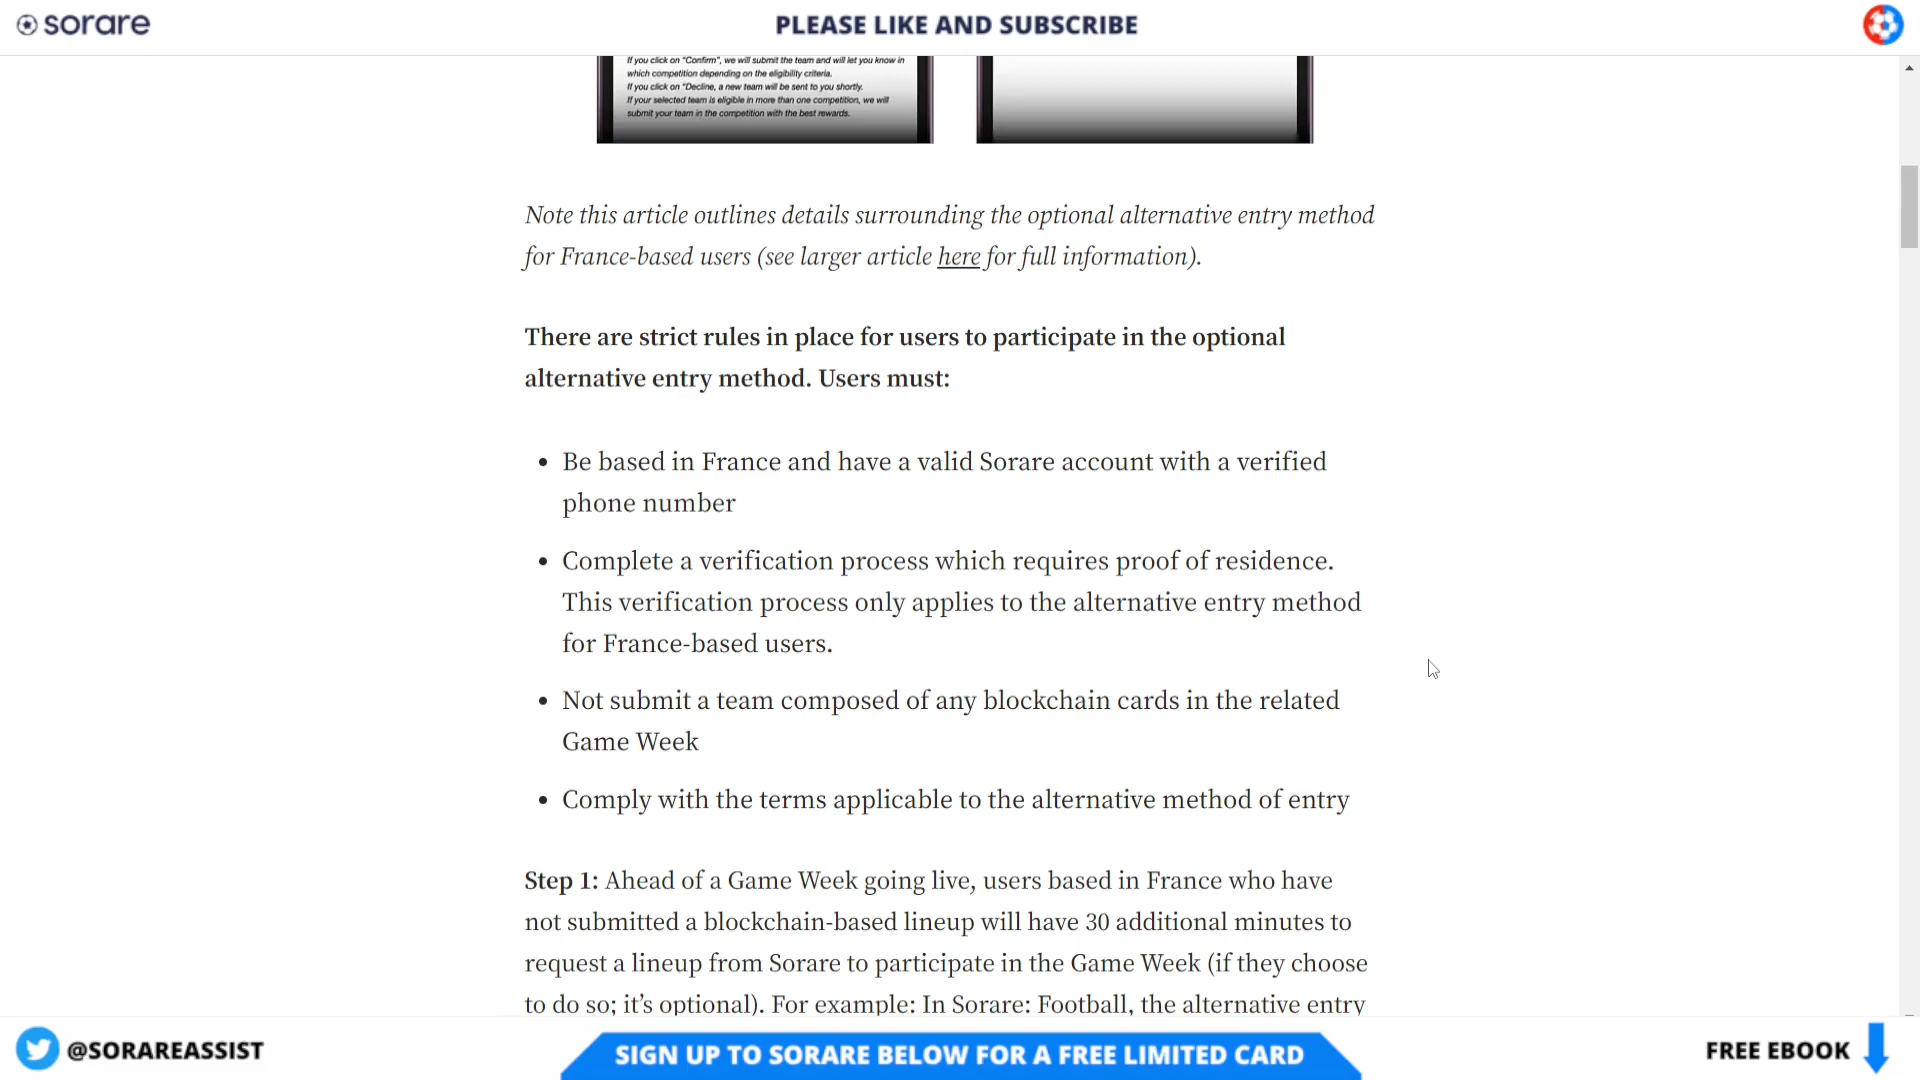 sorare
PLEASE LIKE AND SUBSCRIBE
If you click on "Confirm", we will submit the team and will let you know in
which competition depending on the eligibility criteria.
If you click on "Decline, a new team will be sent to you shortly.
If your selected team is eligible in more than one competition, we will
submit your team in the competition with the best rewards.
Note this article outlines details surrounding the optional alternative entry method
for France-based users (see larger article here for full information).
There are strict rules in place for users to participate in the optional
alternative entry method. Users must:
• Be based in France and have a valid Sorare account with a verified
phone number
• Complete a verification process which requires proof of residence.
This verification process only applies to the alternative entry method
for France-based users.
• Not submit a team composed of any blockchain cards in the related
Game Week
• Comply with the terms applicable to the alternative method of entry
Step 1: Ahead of a Game Week going live, users based in France who have
not submitted a blockchain-based lineup will have 30 additional minutes to
request a lineup from Sorare to participate in the Game Week (if they choose
to do so; it’s optional). For example: In Sorare: Football, the alternative entry
@SORAREASSIST
SIGN UP TO SORARE BELOW FOR A FREE LIMITED CARD
FREE EBOOK